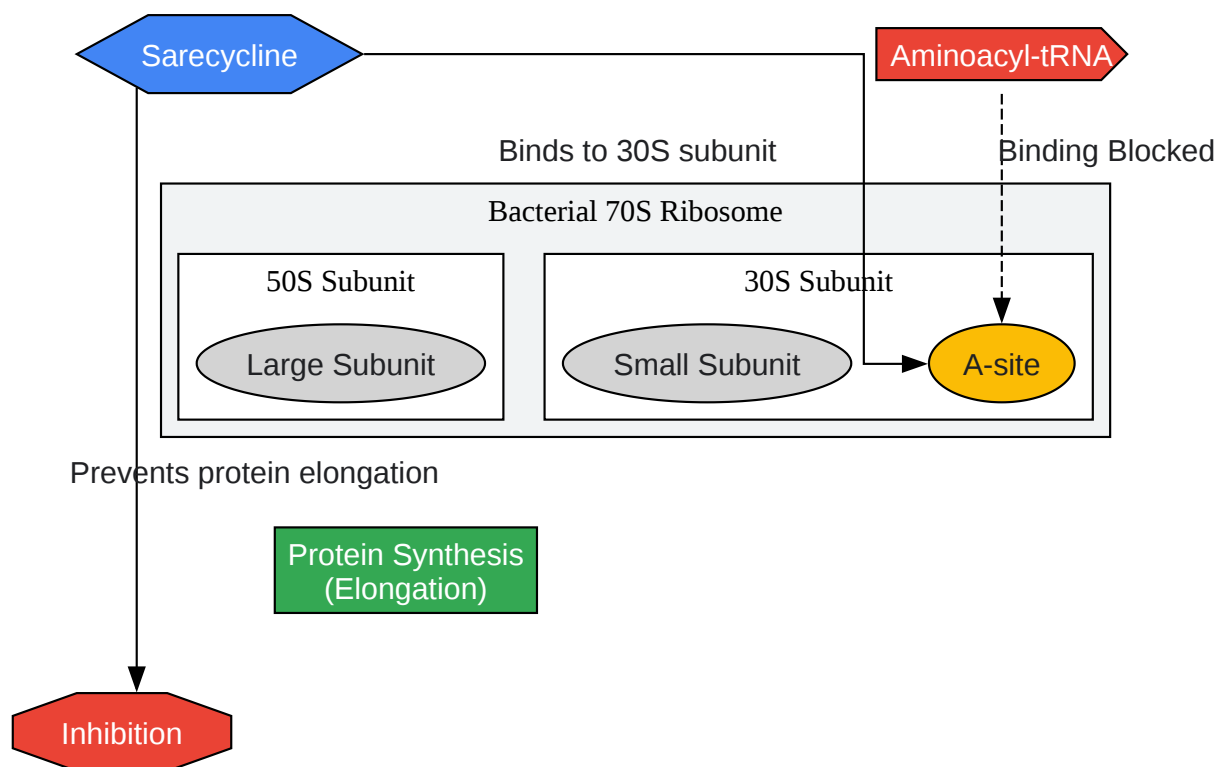 Sarecycline
Aminoacyl-tRNA
Binds to 30S subunit
Binding Blocked
Bacterial 70S Ribosome
50S Subunit
30S Subunit
Large Subunit
Small Subunit
A-site
Prevents protein elongation
Protein Synthesis
(Elongation)
Inhibition